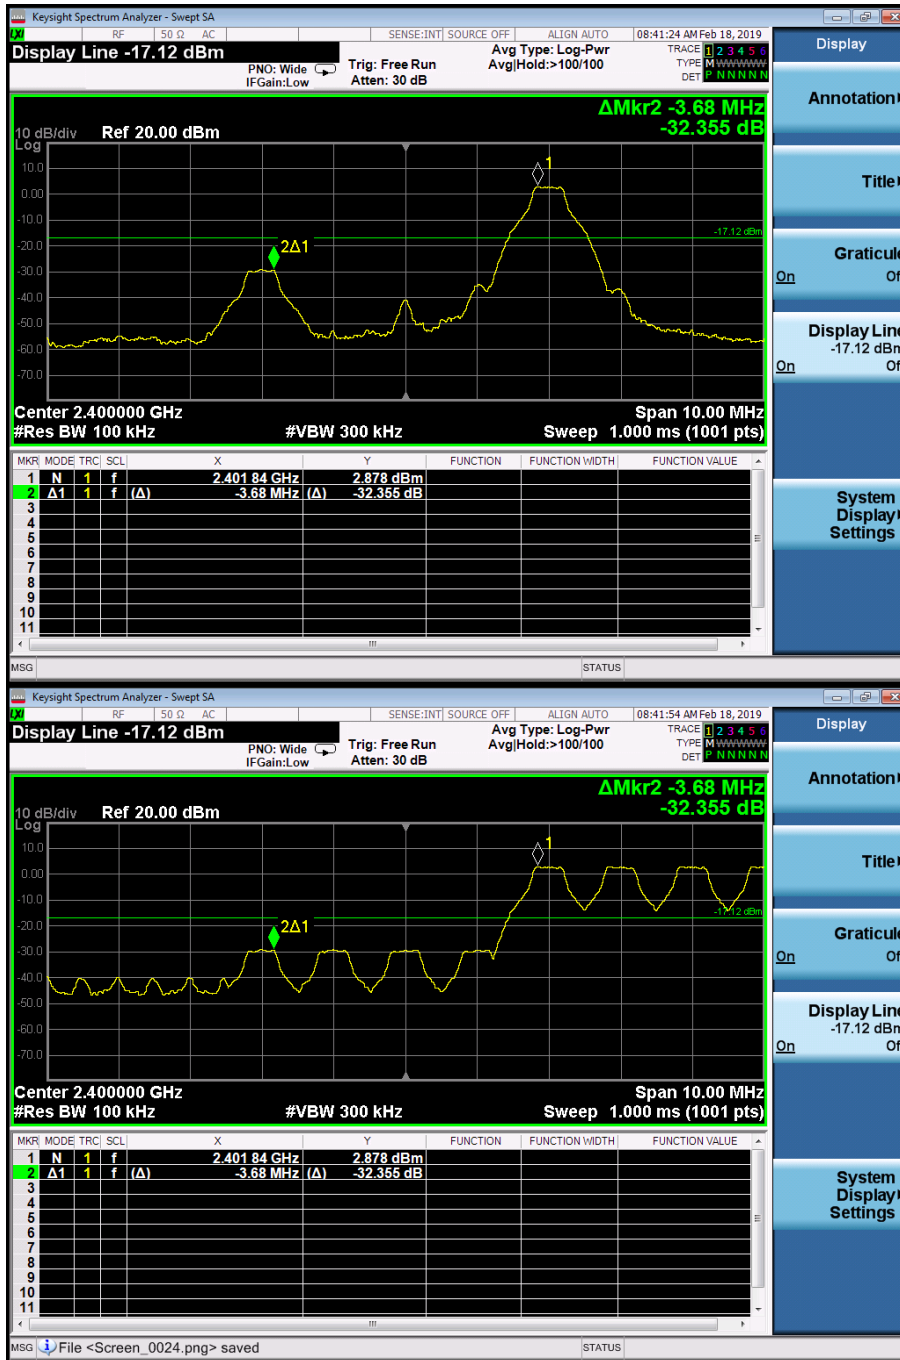 Keysight Spectrum Analyzer - Swept SA
LXI RF 50 Ω AC SENSE:INT SOURCE OFF ALIGN AUTO 08:41:24 AM Feb 18, 2019
Display Line -17.12 dBm
PNO: Wide
IFGain:Low
Trig: Free Run
Atten: 30 dB
Avg Type: Log-Pwr
Avg|Hold:>100/100
TRACE 1 2 3 4 5 6
TYPE M W W W W W
DET P N N N N N
ΔMkr2 -3.68 MHz
-32.355 dB
10 dB/div Ref 20.00 dBm
Log
10.0
0.00
-10.0
-20.0
-30.0
-40.0
-50.0
-60.0
-70.0
1
2Δ1
-17.12 dBm
Center 2.400000 GHz Span 10.00 MHz
#Res BW 100 kHz #VBW 300 kHz Sweep 1.000 ms (1001 pts)
MKR MODE TRC SCL X Y FUNCTION FUNCTION WIDTH FUNCTION VALUE
1 N 1 f 2.401 84 GHz 2.878 dBm
2 Δ1 1 f (Δ) -3.68 MHz (Δ) -32.355 dB
3
4
5
6
7
8
9
10
11
MSG STATUS
Display
Annotation
Title
Graticule
On Of
Display Line
-17.12 dBm
On Of
System
Display
Settings
Keysight Spectrum Analyzer - Swept SA
LXI RF 50 Ω AC SENSE:INT SOURCE OFF ALIGN AUTO 08:41:54 AM Feb 18, 2019
Display Line -17.12 dBm
PNO: Wide
IFGain:Low
Trig: Free Run
Atten: 30 dB
Avg Type: Log-Pwr
Avg|Hold:>100/100
TRACE 1 2 3 4 5 6
TYPE M W W W W W
DET P N N N N N
ΔMkr2 -3.68 MHz
-32.355 dB
10 dB/div Ref 20.00 dBm
Log
10.0
0.00
-10.0
-20.0
-30.0
-40.0
-50.0
-60.0
-70.0
1
2Δ1
-17.12 dBm
Center 2.400000 GHz Span 10.00 MHz
#Res BW 100 kHz #VBW 300 kHz Sweep 1.000 ms (1001 pts)
MKR MODE TRC SCL X Y FUNCTION FUNCTION WIDTH FUNCTION VALUE
1 N 1 f 2.401 84 GHz 2.878 dBm
2 Δ1 1 f (Δ) -3.68 MHz (Δ) -32.355 dB
3
4
5
6
7
8
9
10
11
MSG File <Screen_0024.png> saved STATUS
Display
Annotation
Title
Graticule
On Of
Display Line
-17.12 dBm
On Of
System
Display
Settings